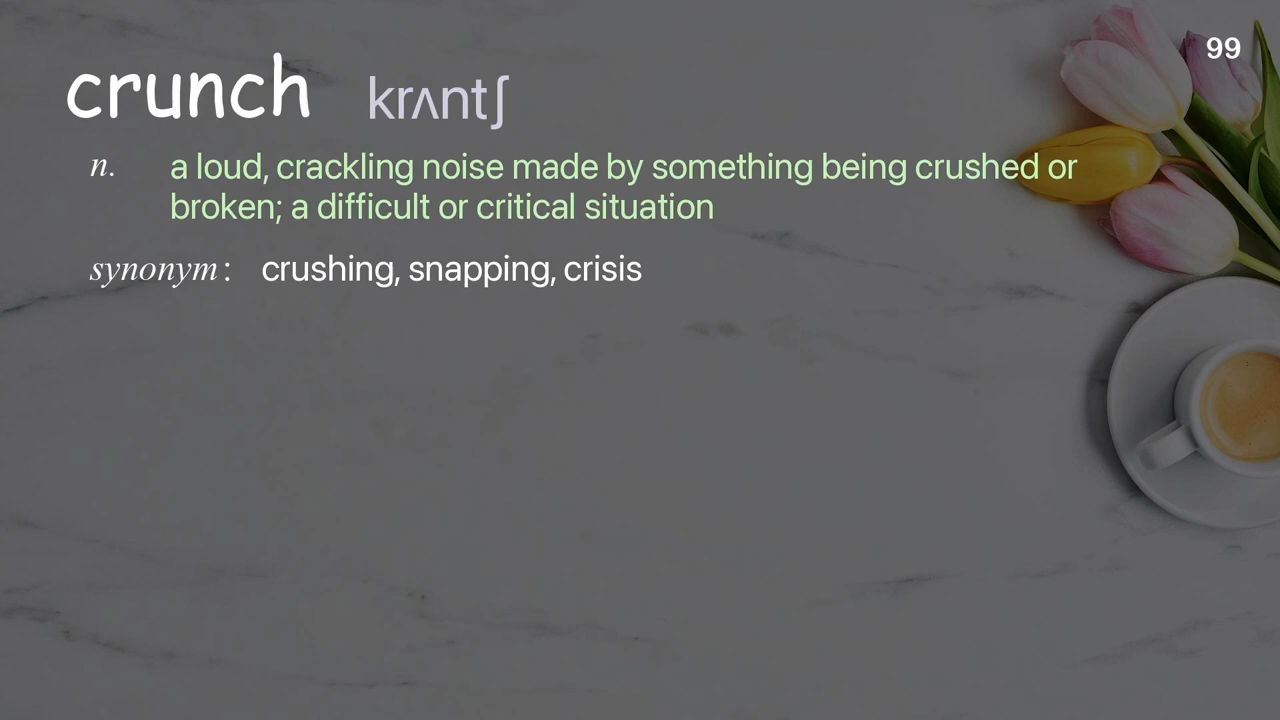 99
crunch krʌntʃ
n. a loud, crackling noise made by something being crushed or
broken; a difficult or critical situation
synonym: crushing, snapping, crisis